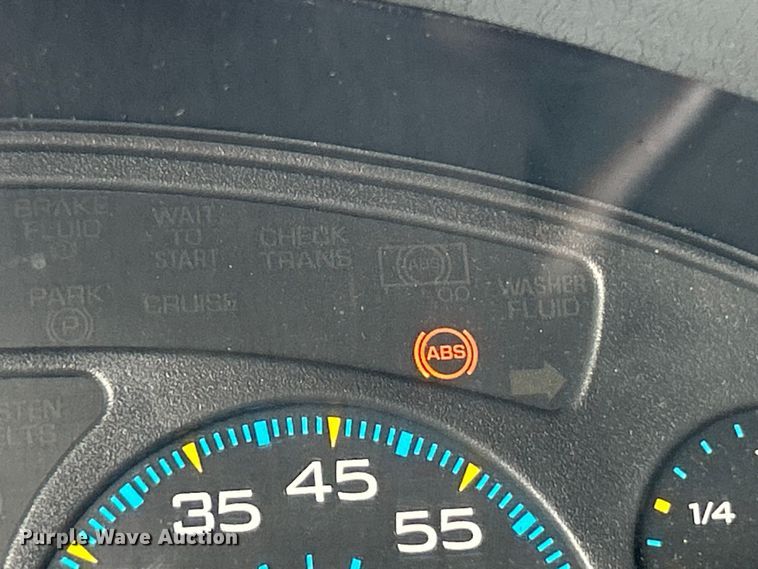 BRAKE
FLUID
WAIT
TO
START
CHECK
TRANS
ABS
WASHER
FLUID
PARK
P
CRUISE
ABS
35
45
55
1/4
Purple Wave Auction